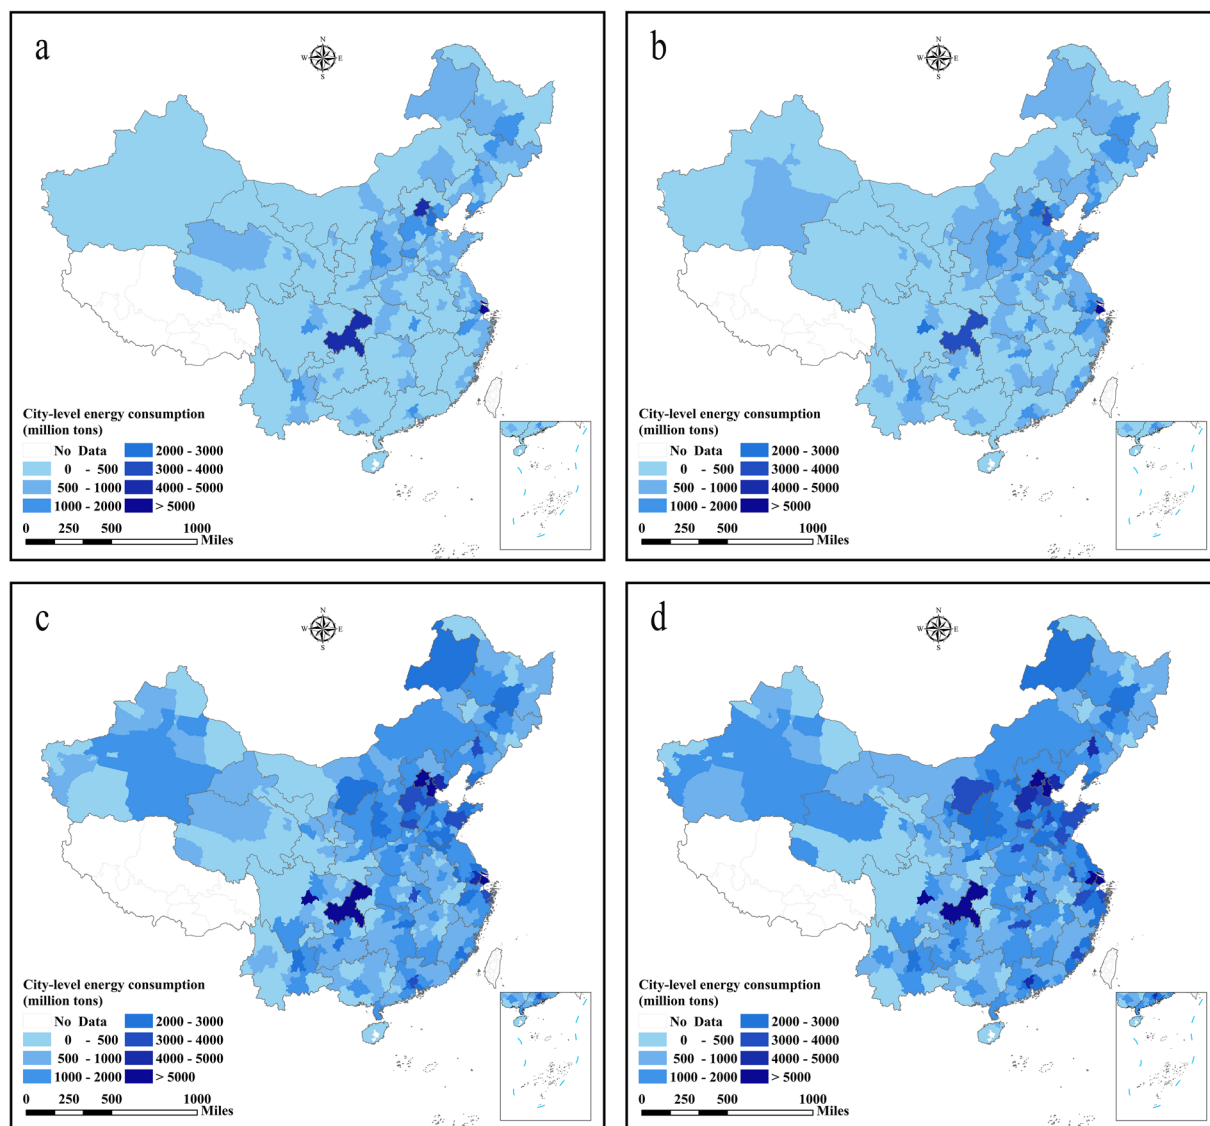 a
N
W E
S
City-level energy consumption
(million tons)
No Data
0 - 500
500 - 1000
1000 - 2000
2000 - 3000
3000 - 4000
4000 - 5000
> 5000
0 250 500 1000
Miles
b
N
W E
S
City-level energy consumption
(million tons)
No Data
0 - 500
500 - 1000
1000 - 2000
2000 - 3000
3000 - 4000
4000 - 5000
> 5000
0 250 500 1000
Miles
c
N
W E
S
City-level energy consumption
(million tons)
No Data
0 - 500
500 - 1000
1000 - 2000
2000 - 3000
3000 - 4000
4000 - 5000
> 5000
0 250 500 1000
Miles
d
N
W E
S
City-level energy consumption
(million tons)
No Data
0 - 500
500 - 1000
1000 - 2000
2000 - 3000
3000 - 4000
4000 - 5000
> 5000
0 250 500 1000
Miles